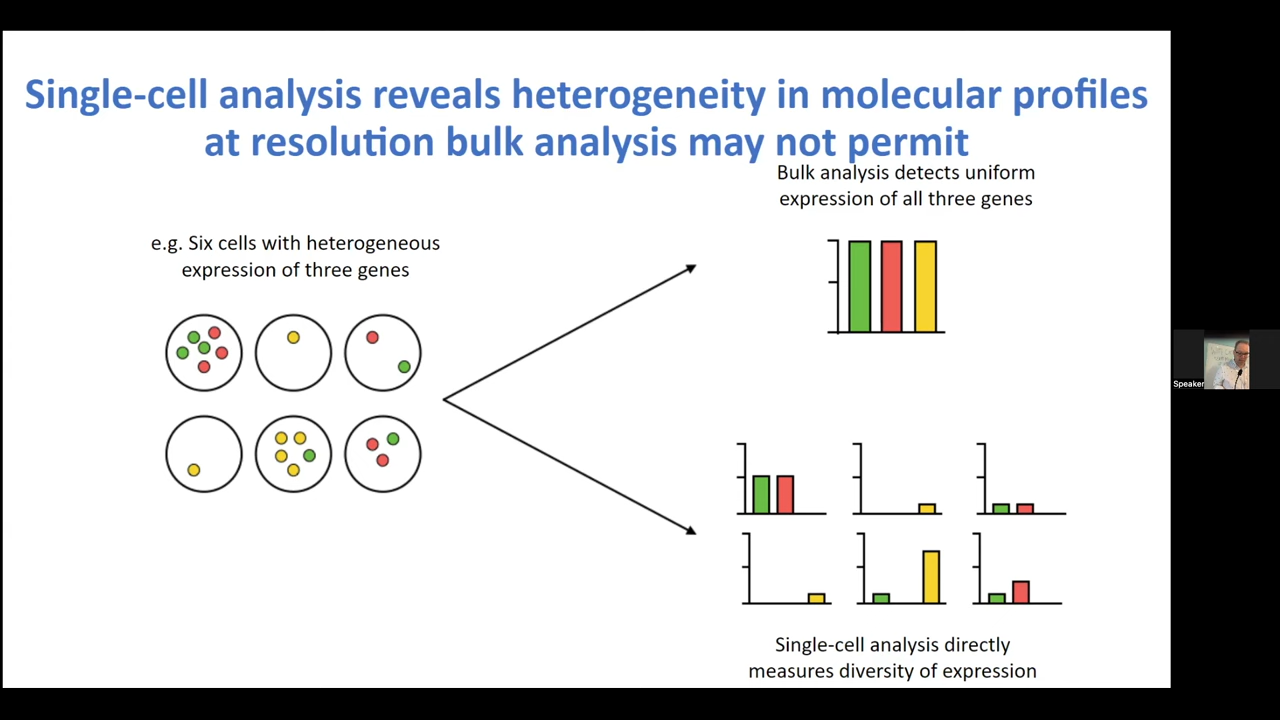 Single-cell analysis reveals heterogeneity in molecular profiles
at resolution bulk analysis may not permit
Bulk analysis detects uniform
expression of all three genes
e.g. Six cells with heterogeneous
expression of three genes
Speaker
Single-cell analysis directly
measures diversity of expression